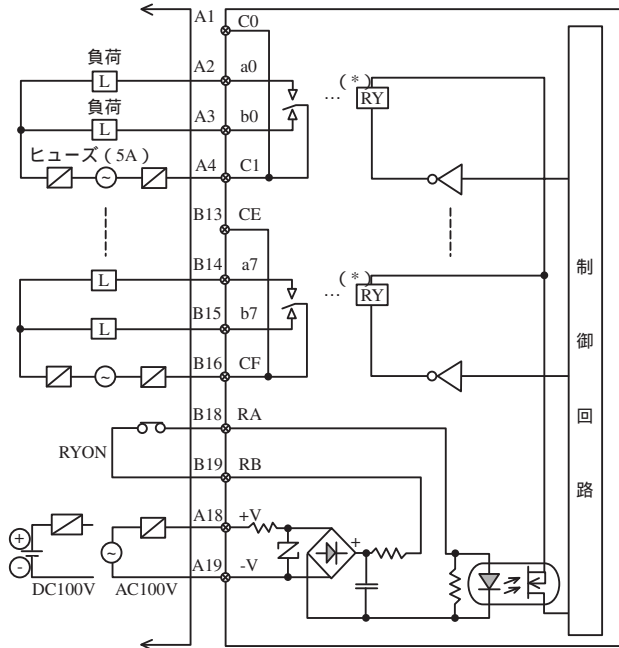 A1 C0
負荷
L A2 a0 (*)
… RY
負荷
L A3 b0
ヒューズ(5A)
~ A4 C1
B13 CE
L B14 a7 (*)
… RY
L B15 b7
~ B16 CF
制御回路
B18 RA
RYON
B19 RB
A18 +V
+ ~ +
- A19 -V
DC100V AC100V